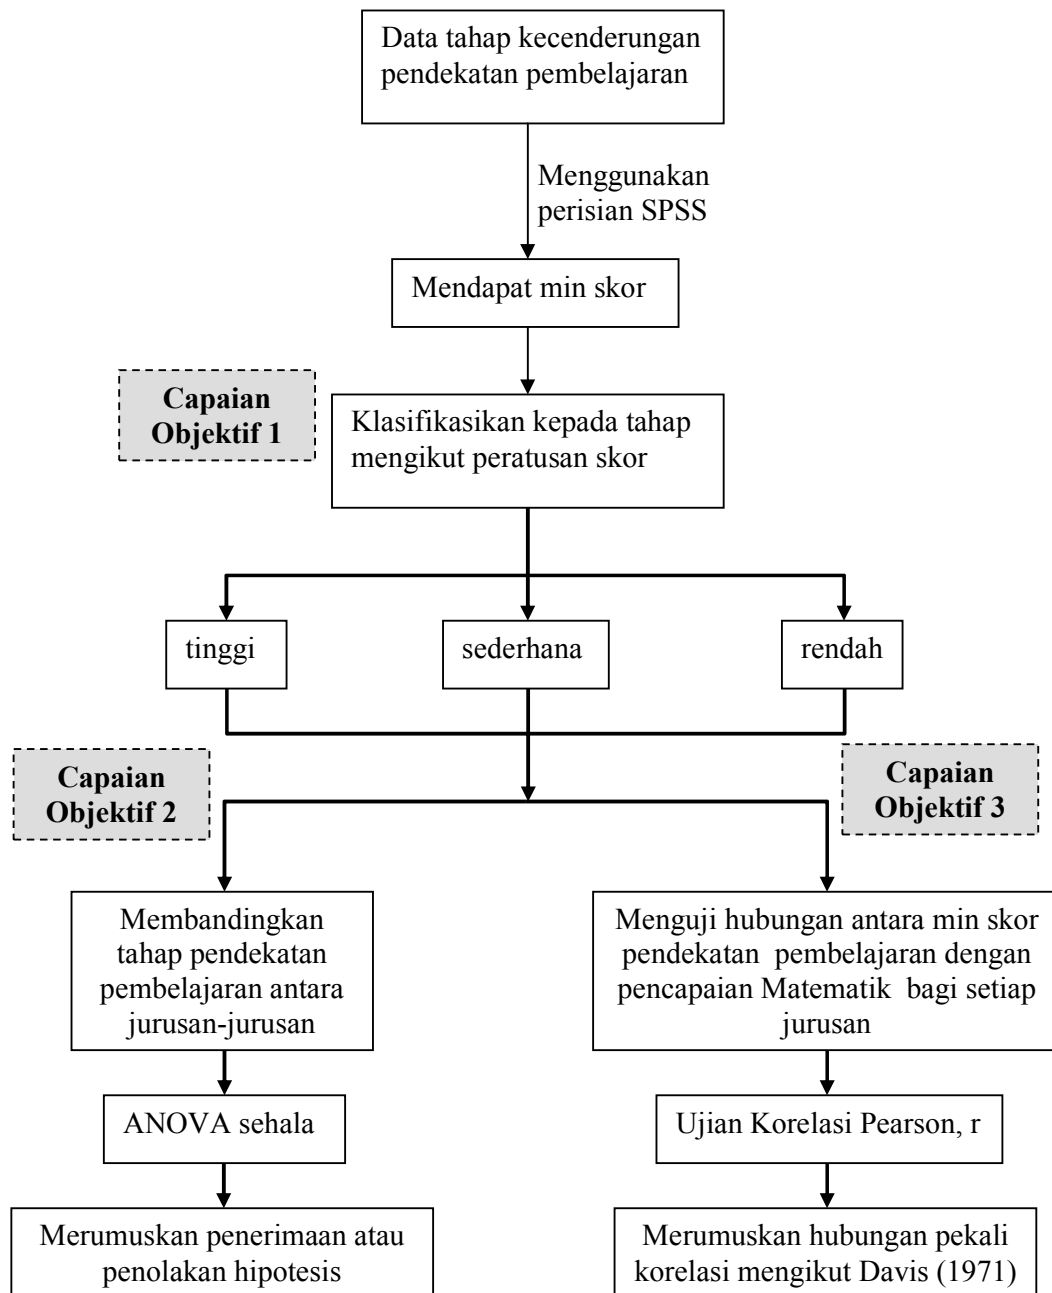 Data tahap kecenderungan
pendekatan pembelajaran
Menggunakan
perisian SPSS
Mendapat min skor
Capaian
Objektif 1
Klasifikasikan kepada tahap
mengikut peratusan skor
tinggi
sederhana
rendah
Capaian
Objektif 2
Capaian
Objektif 3
Membandingkan
tahap pendekatan
pembelajaran antara
jurusan-jurusan
Menguji hubungan antara min skor
pendekatan pembelajaran dengan
pencapaian Matematik bagi setiap
jurusan
ANOVA sehala
Ujian Korelasi Pearson, r
Merumuskan penerimaan atau
penolakan hipotesis
Merumuskan hubungan pekali
korelasi mengikut Davis (1971)